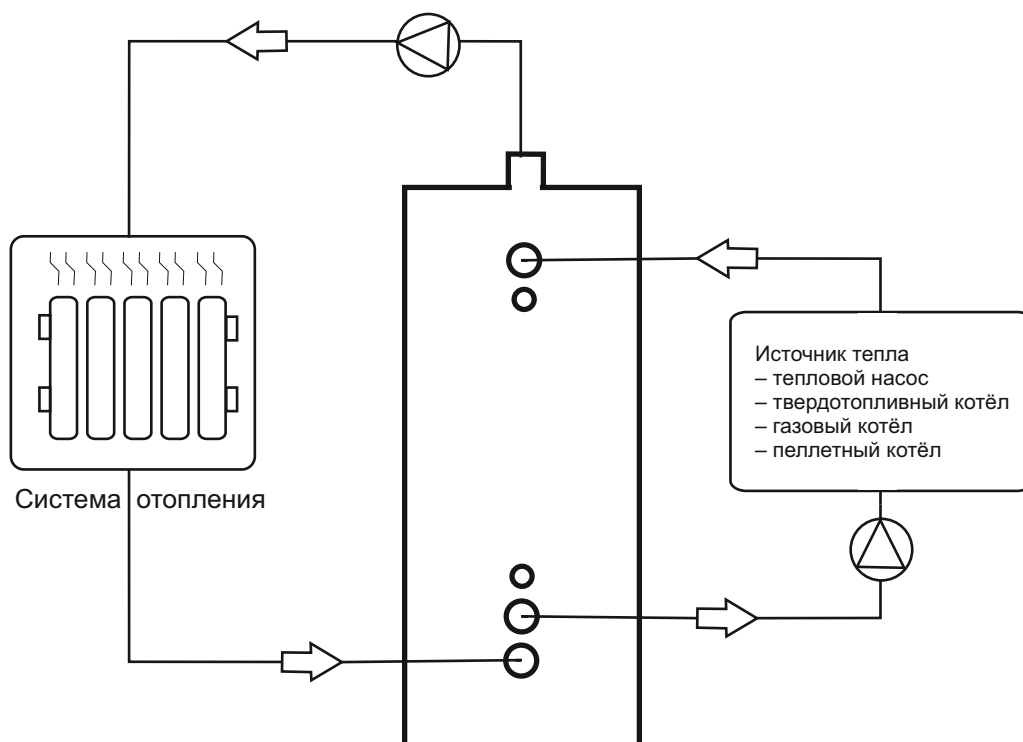 Источник тепла
– тепловой насос
– твердотопливный котёл
– газовый котёл
– пеллетный котёл
Система отопления